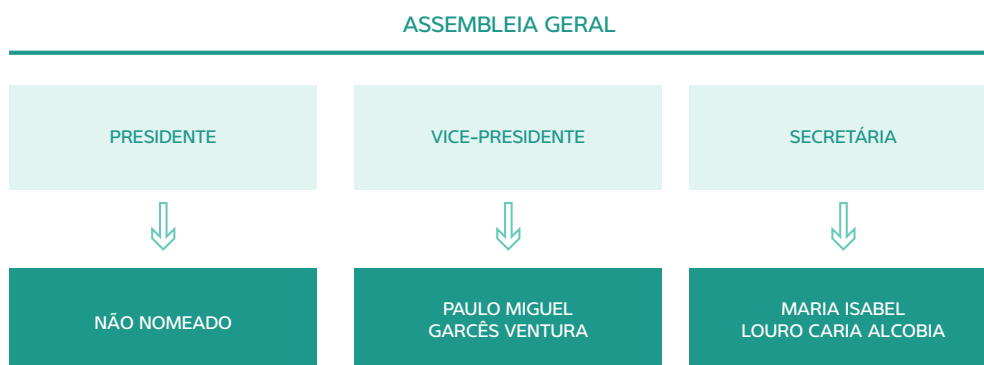 ASSEMBLEIA GERAL
PRESIDENTE
VICE-PRESIDENTE
SECRETÁRIA
NÃO NOMEADO
PAULO MIGUEL
GARCÊS VENTURA
MARIA ISABEL
LOURO CARIA ALCOBIA